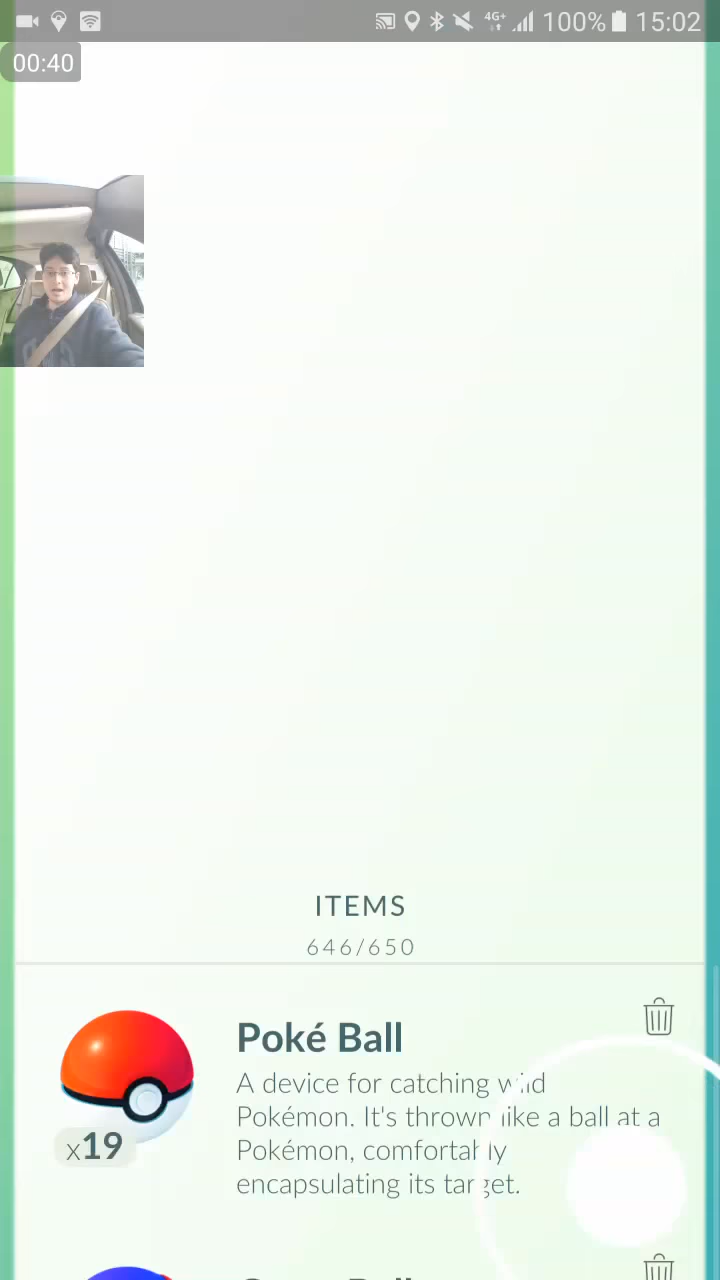 4G+ 100% 15:02
00:40
ITEMS
646/650
Poké Ball
A device for catching wild
Pokémon. It's thrown like a ball at a
Pokémon, comfortably
encapsulating its target.
x19